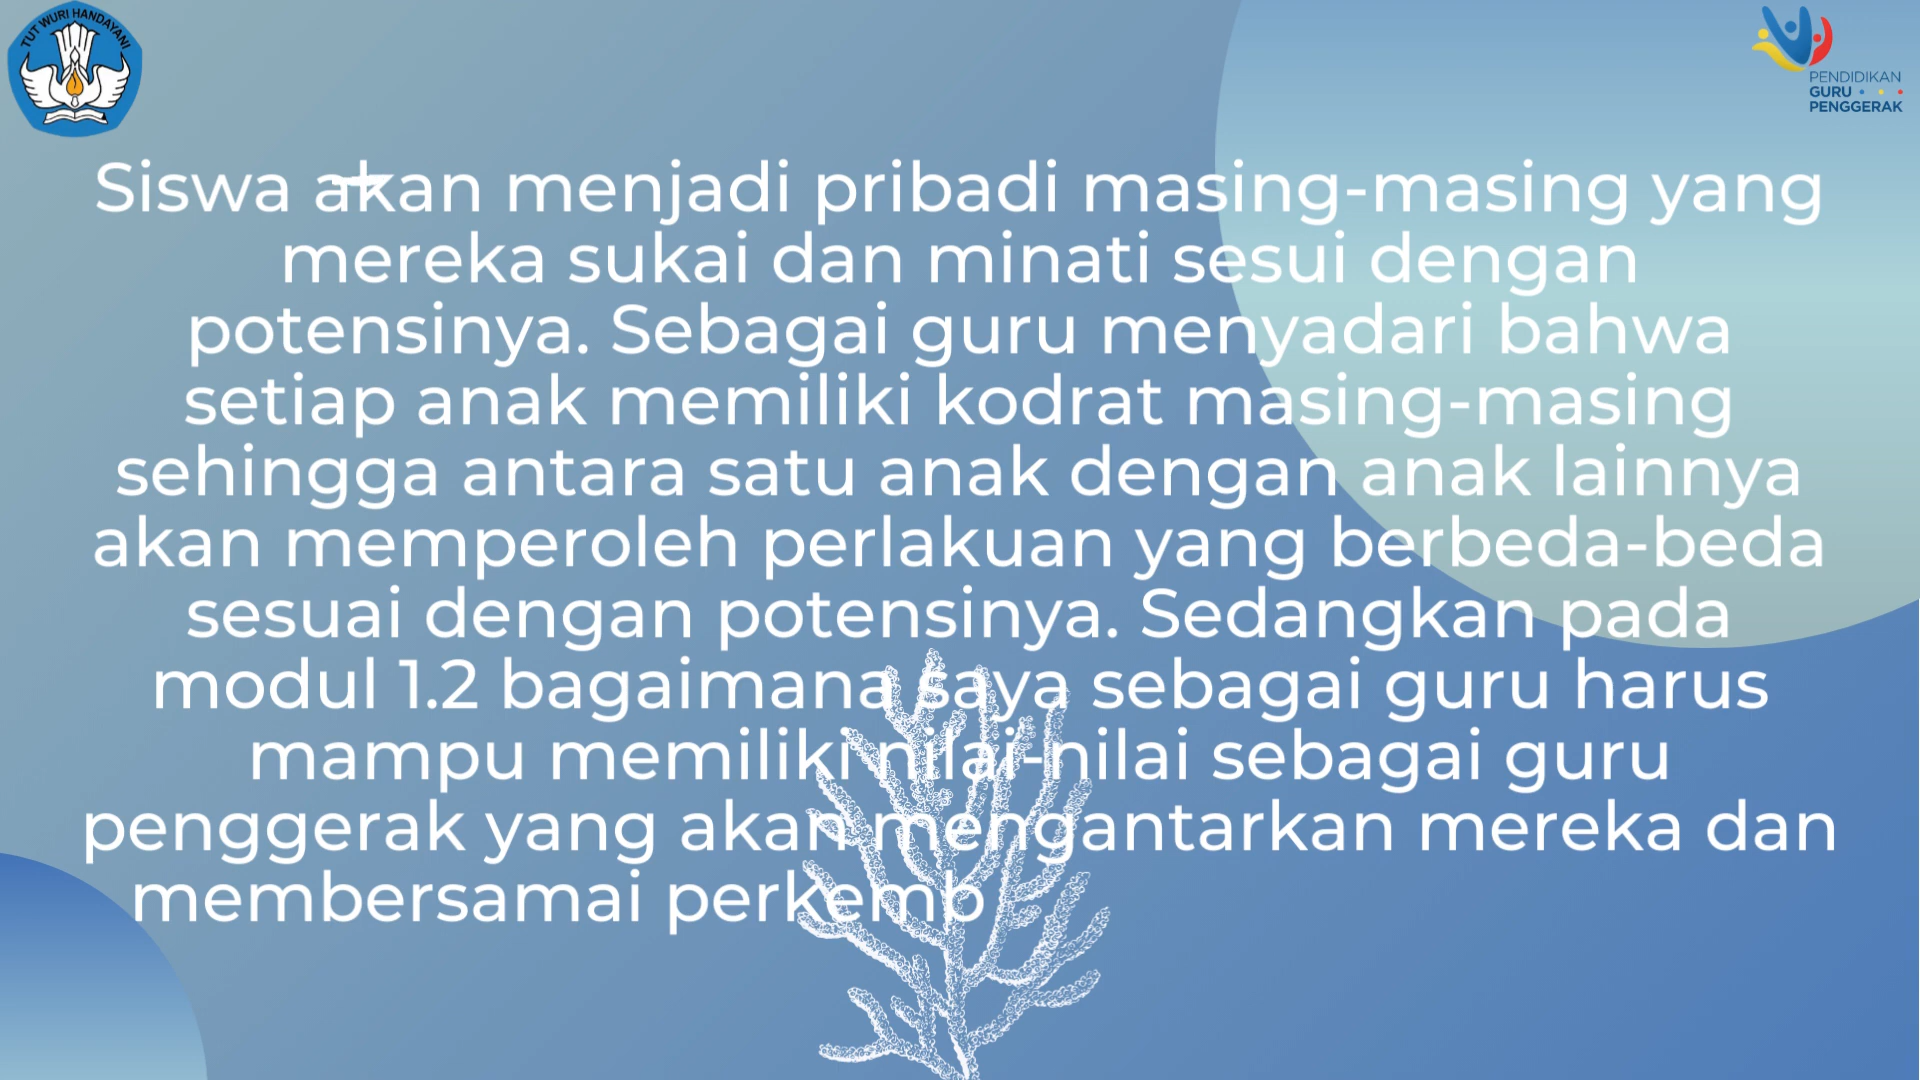 TUT WURI HANDAYANI
PENDIDIKAN
GURU
PENGGERAK
Siswa akan menjadi pribadi masing-masing yang
mereka sukai dan minati sesui dengan
potensinya. Sebagai guru menyadari bahwa
setiap anak memiliki kodrat masing-masing
sehingga antara satu anak dengan anak lainnya
akan memperoleh perlakuan yang berbeda-beda
sesuai dengan potensinya. Sedangkan pada
modul 1.2 bagaimana saya sebagai guru harus
mampu memiliki nilai-nilai sebagai guru
penggerak yang akan mengantarkan mereka dan
membersamai perkemb